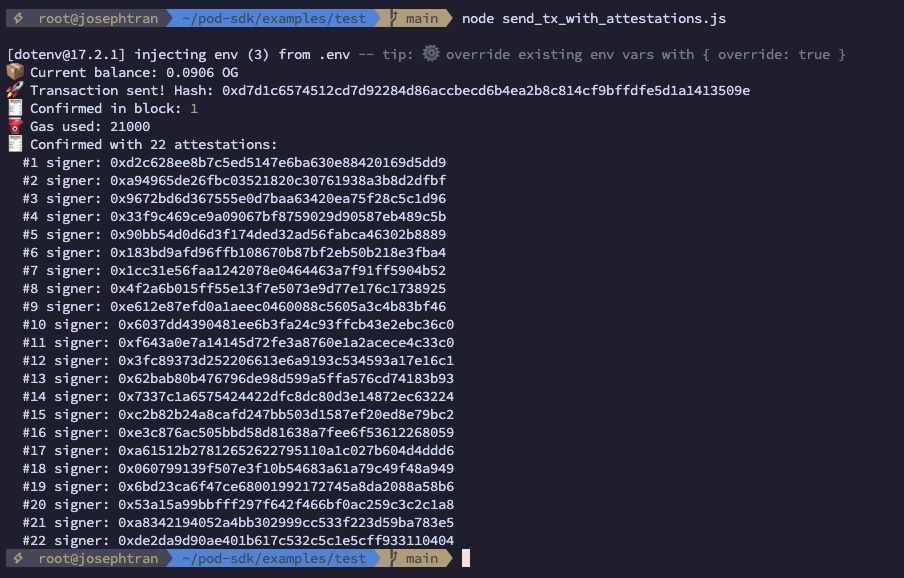 ⚡ root@josephtran ~/pod-sdk/examples/test main node send_tx_with_attestations.js
[dotenv@17.2.1] injecting env (3) from .env -- tip: ⚙️ override existing env vars with { override: true }
📦 Current balance: 0.0906 OG
🚀 Transaction sent! Hash: 0xd7d1c6574512cd7d92284d86accbecd6b4ea2b8c814cf9bffdfe5d1a1413509e
🧾 Confirmed in block: 1
⛽ Gas used: 21000
🧾 Confirmed with 22 attestations:
#1 signer: 0xd2c628ee8b7c5ed5147e6ba630e88420169d5dd9
#2 signer: 0xa94965de26fbc03521820c30761938a3b8d2dfbf
#3 signer: 0x9672bd6d367555e0d7baa63420ea75f28c5c1d96
#4 signer: 0x33f9c469ce9a09067bf8759029d90587eb489c5b
#5 signer: 0x90bb54d0d6d3f174ded32ad56fabca46302b8889
#6 signer: 0x183bd9afd96ffb108670b87bf2eb50b218e3fba4
#7 signer: 0x1cc31e56faa1242078e0464463a7f91ff5904b52
#8 signer: 0x4f2a6b015ff55e13f7e5073e9d77e176c1738925
#9 signer: 0xe612e87efd0a1aeec0460088c5605a3c4b83bf46
#10 signer: 0x6037dd4390481ee6b3fa24c93ffcb43e2ebc36c0
#11 signer: 0xf643a0e7a14145d72fe3a8760e1a2acece4c33c0
#12 signer: 0x3fc89373d252206613e6a9193c534593a17e16c1
#13 signer: 0x62bab80b476796de98d599a5ffa576cd74183b93
#14 signer: 0x7337c1a6575424422dfc8dc80d3e14872ec63224
#15 signer: 0xc2b82b24a8cafd247bb503d1587ef20ed8e79bc2
#16 signer: 0xe3c876ac505bbd58d81638a7fee6f53612268059
#17 signer: 0xa61512b27812652622795110a1c027b604d4ddd6
#18 signer: 0x060799139f507e3f10b54683a61a79c49f48a949
#19 signer: 0x6bd23ca6f47ce68001992172745a8da2088a58b6
#20 signer: 0x53a15a99bbfff297f642f466bf0ac259c3c2c1a8
#21 signer: 0xa8342194052a4bb302999cc533f223d59ba783e5
#22 signer: 0xde2da9d90ae401b617c532c5c1e5cff933110404
⚡ root@josephtran ~/pod-sdk/examples/test main